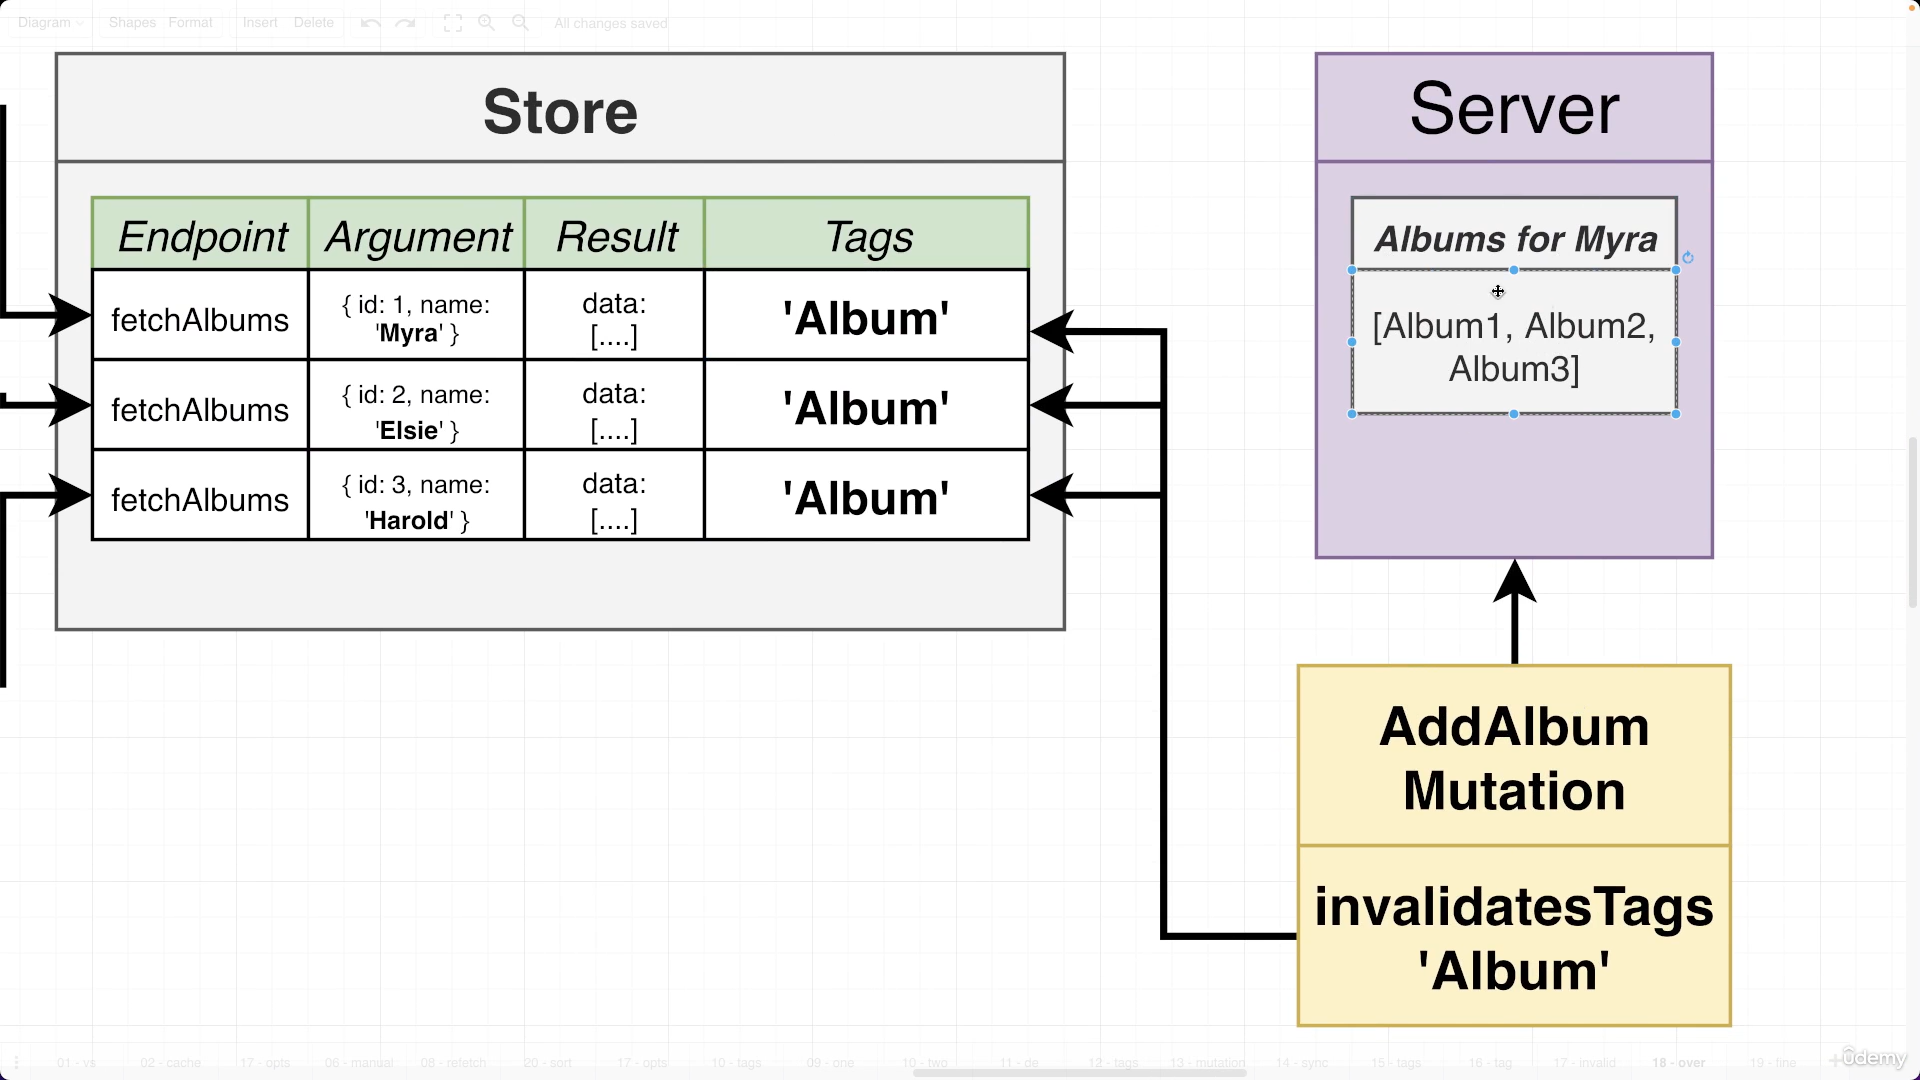 Diagram Shapes Format Insert Delete All changes saved
Store
Endpoint Argument Result Tags
fetchAlbums { id: 1, name: 'Myra' } data: [....] 'Album'
fetchAlbums { id: 2, name: 'Elsie' } data: [....] 'Album'
fetchAlbums { id: 3, name: 'Harold' } data: [....] 'Album'
Server
Albums for Myra
[Album1, Album2,
Album3]
AddAlbum
Mutation
invalidatesTags
'Album'
01 - vs 02 - cache 17 - opts 06 - manual 08 - refetch 20 - sort 17 - opts 10 - tags 09 - one 10 - two 11 - de 12 - tags 13 - mutation 14 - sync 15 - tags 16 - tag 17 - invalid 18 - over 19 - fine
ûdemy